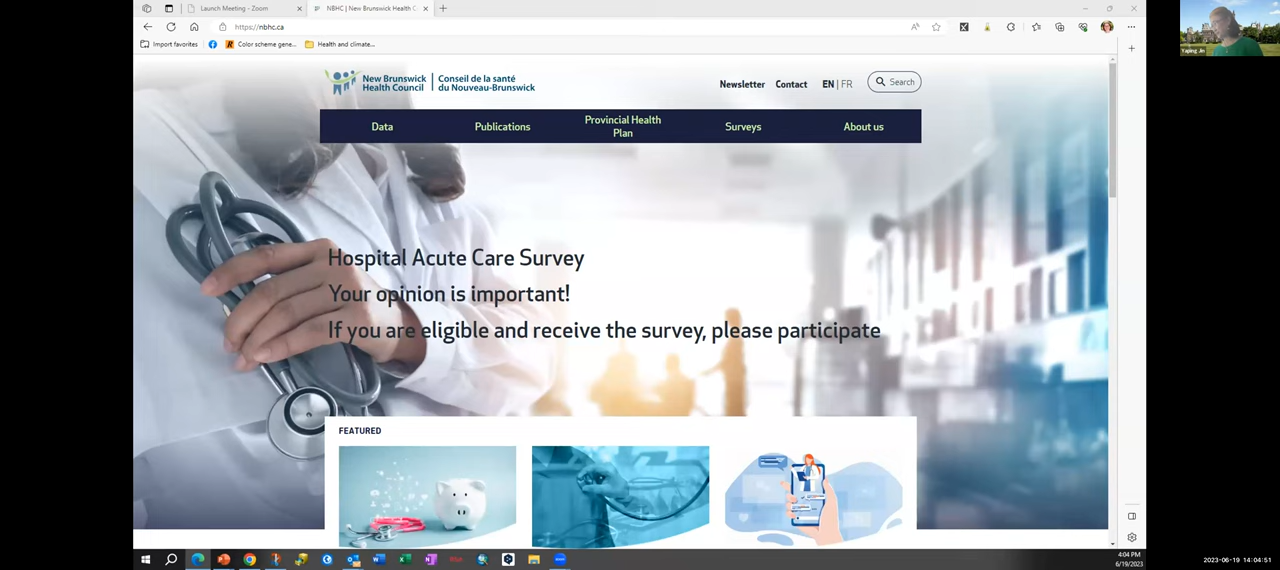 Launch Meeting - Zoom
NBHC | New Brunswick Health C
https://nbhc.ca
Import favorites
Color scheme gene...
Health and climate...
New Brunswick
Health Council
Conseil de la santé
du Nouveau-Brunswick
Newsletter
Contact
EN | FR
Search
Data
Publications
Provincial Health
Plan
Surveys
About us
Hospital Acute Care Survey
Your opinion is important!
If you are eligible and receive the survey, please participate
FEATURED
4:04 PM
6/19/2023
Yaping Jin
2023-06-19 14:04:51